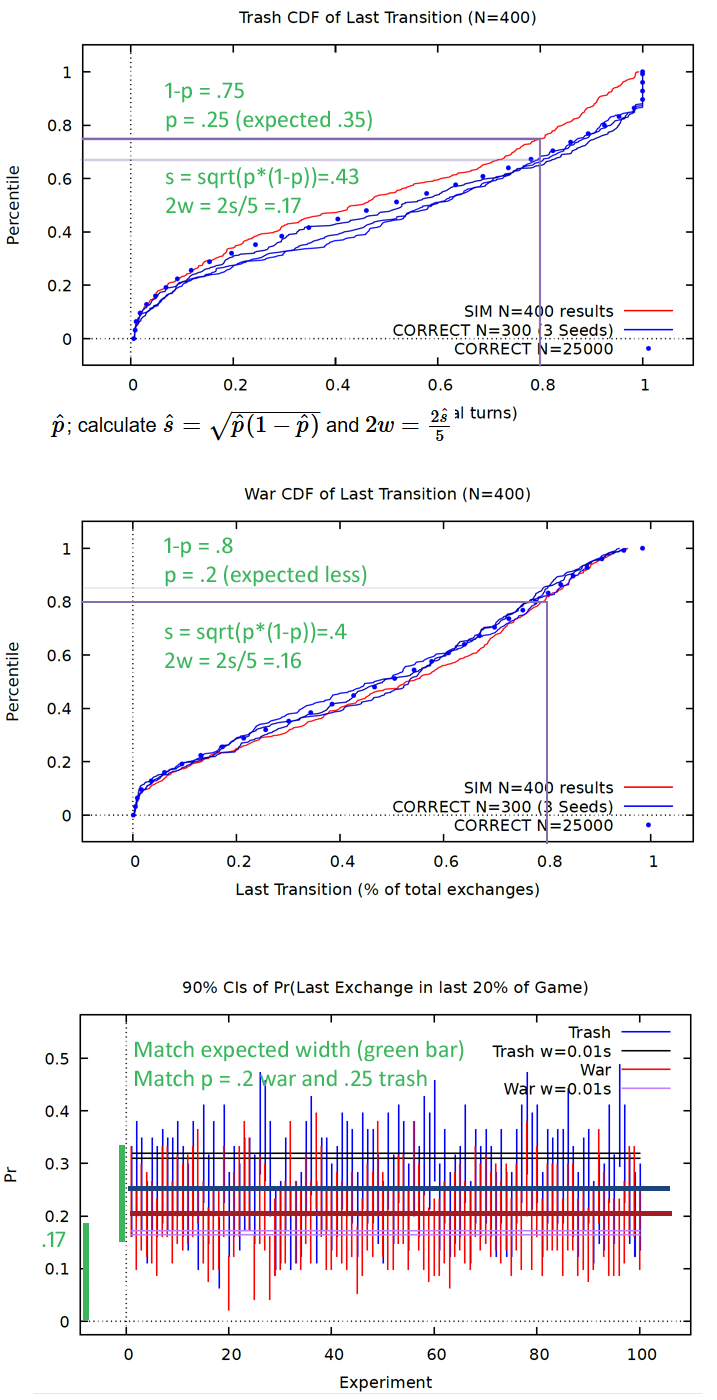 Trash CDF of Last Transition (N=400)
1
0.8
0.6
0.4
0.2
0
Percentile
1-p = .75
p = .25 (expected .35)
s = sqrt(p*(1-p))=.43
2w = 2s/5 =.17
SIM N=400 results
CORRECT N=300 (3 Seeds)
CORRECT N=25000
0 0.2 0.4 0.6 0.8 1
al turns)
p̂; calculate ŝ = √p̂(1 − p̂) and 2w = 2ŝ/5
War CDF of Last Transition (N=400)
1
0.8
0.6
0.4
0.2
0
Percentile
1-p = .8
p = .2 (expected less)
s = sqrt(p*(1-p))=.4
2w = 2s/5 =.16
SIM N=400 results
CORRECT N=300 (3 Seeds)
CORRECT N=25000
0 0.2 0.4 0.6 0.8 1
Last Transition (% of total exchanges)
90% CIs of Pr(Last Exchange in last 20% of Game)
Match expected width (green bar)
Match p = .2 war and .25 trash
Trash
Trash w=0.01s
War
War w=0.01s
0.5
0.4
0.3
0.2
.17
0.1
0
Pr
0 20 40 60 80 100
Experiment